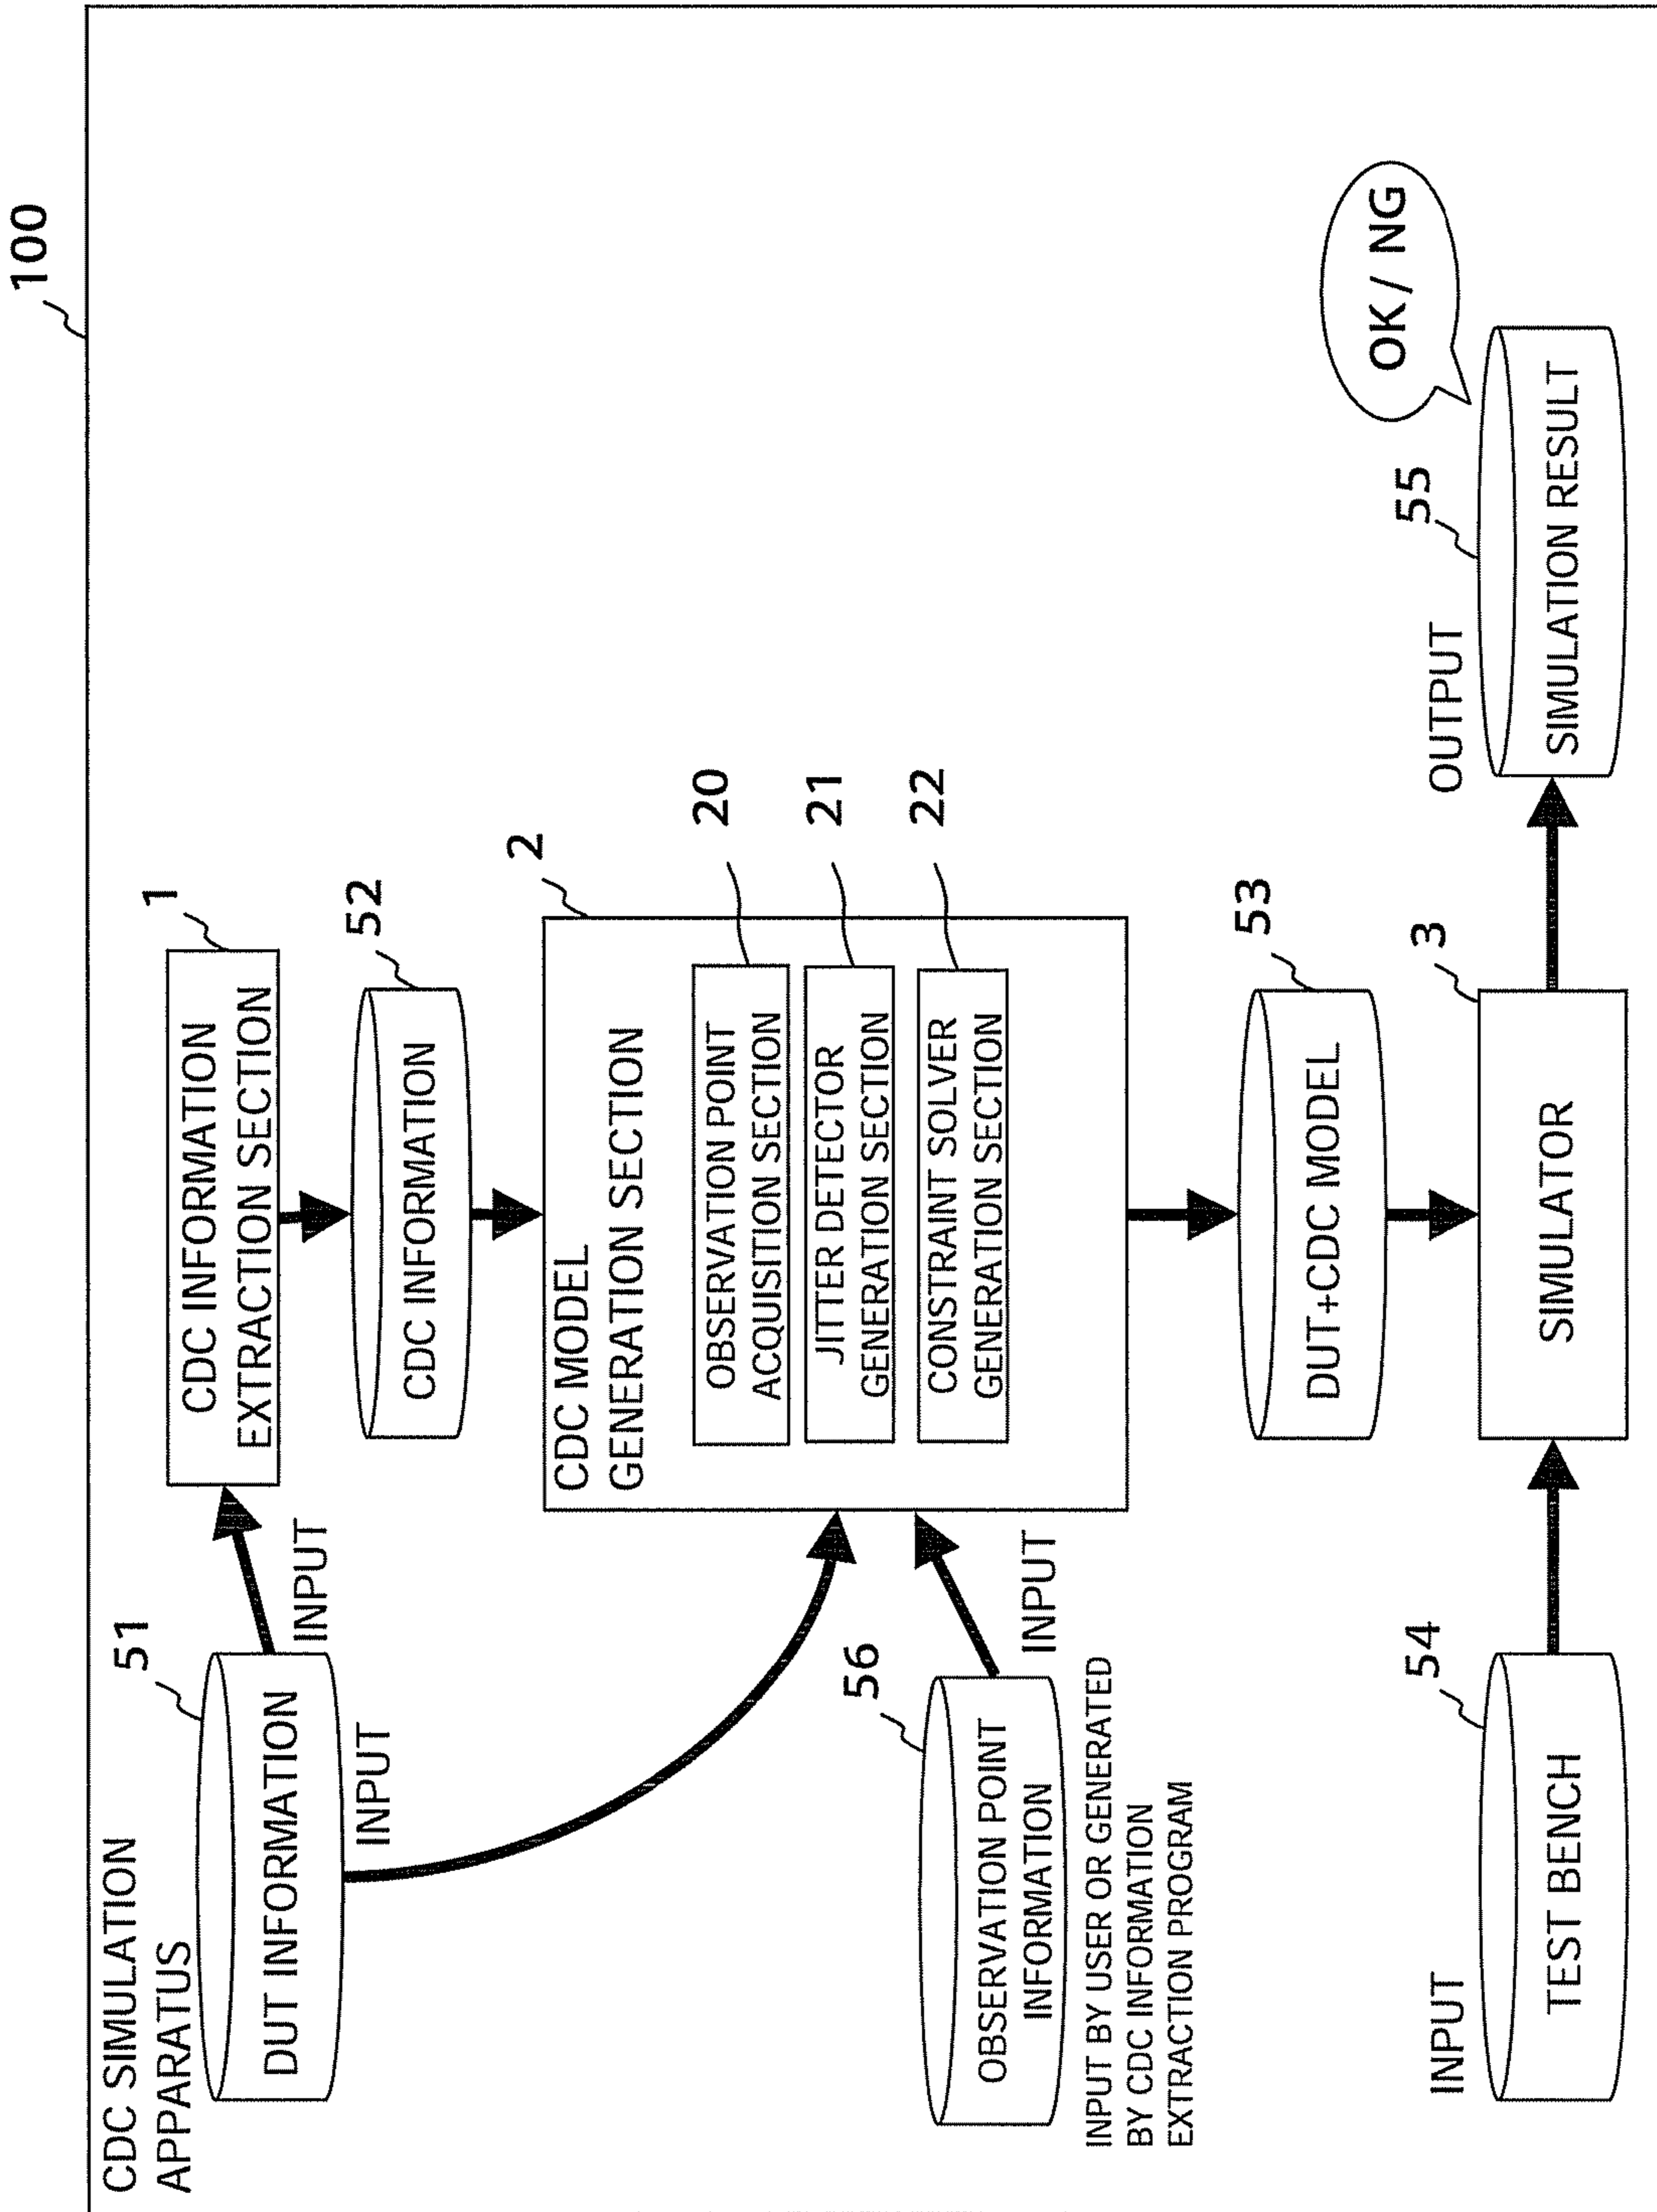 100
CDC SIMULATION
APPARATUS
51
DUT INFORMATION
INPUT
INPUT
1
CDC INFORMATION
EXTRACTION SECTION
52
CDC INFORMATION
2
CDC MODEL
GENERATION SECTION
20
OBSERVATION POINT
ACQUISITION SECTION
21
JITTER DETECTOR
GENERATION SECTION
22
CONSTRAINT SOLVER
GENERATION SECTION
56
OBSERVATION POINT
INFORMATION
INPUT
INPUT BY USER OR GENERATED
BY CDC INFORMATION
EXTRACTION PROGRAM
53
DUT+CDC MODEL
INPUT
54
TEST BENCH
3
SIMULATOR
OUTPUT
55
SIMULATION RESULT
OK / NG